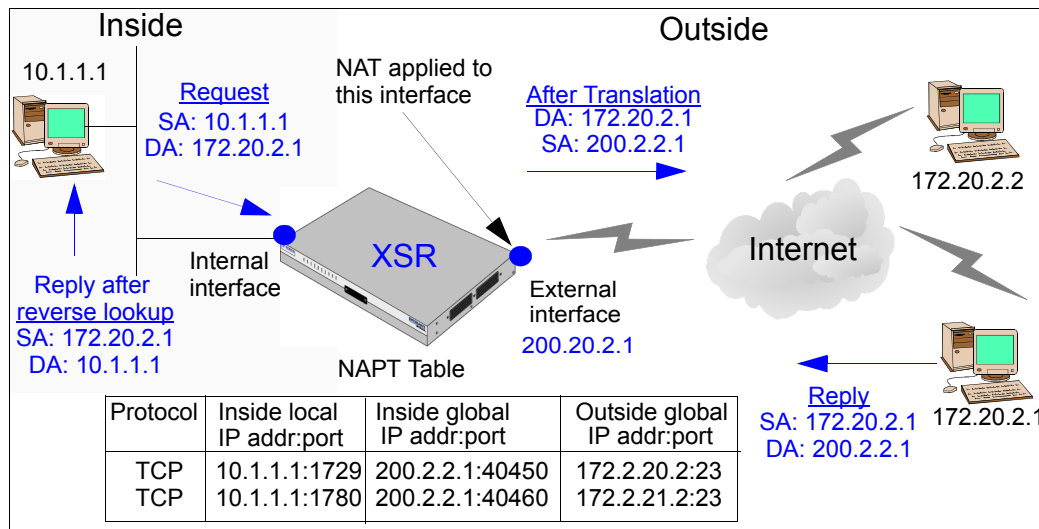 Inside
Outside
10.1.1.1
Request
SA: 10.1.1.1
DA: 172.20.2.1
NAT applied to
this interface
After Translation
DA: 172.20.2.1
SA: 200.2.2.1
172.20.2.2
XSR
Internet
Internal
interface
External
interface
200.20.2.1
Reply after
reverse lookup
SA: 172.20.2.1
DA: 10.1.1.1
Reply
SA: 172.20.2.1
DA: 200.2.2.1
172.20.2.1
NAPT Table
Protocol Inside local IP addr:port Inside global IP addr:port Outside global IP addr:port
TCP 10.1.1.1:1729 200.2.2.1:40450 172.2.20.2:23
TCP 10.1.1.1:1780 200.2.2.1:40460 172.2.21.2:23